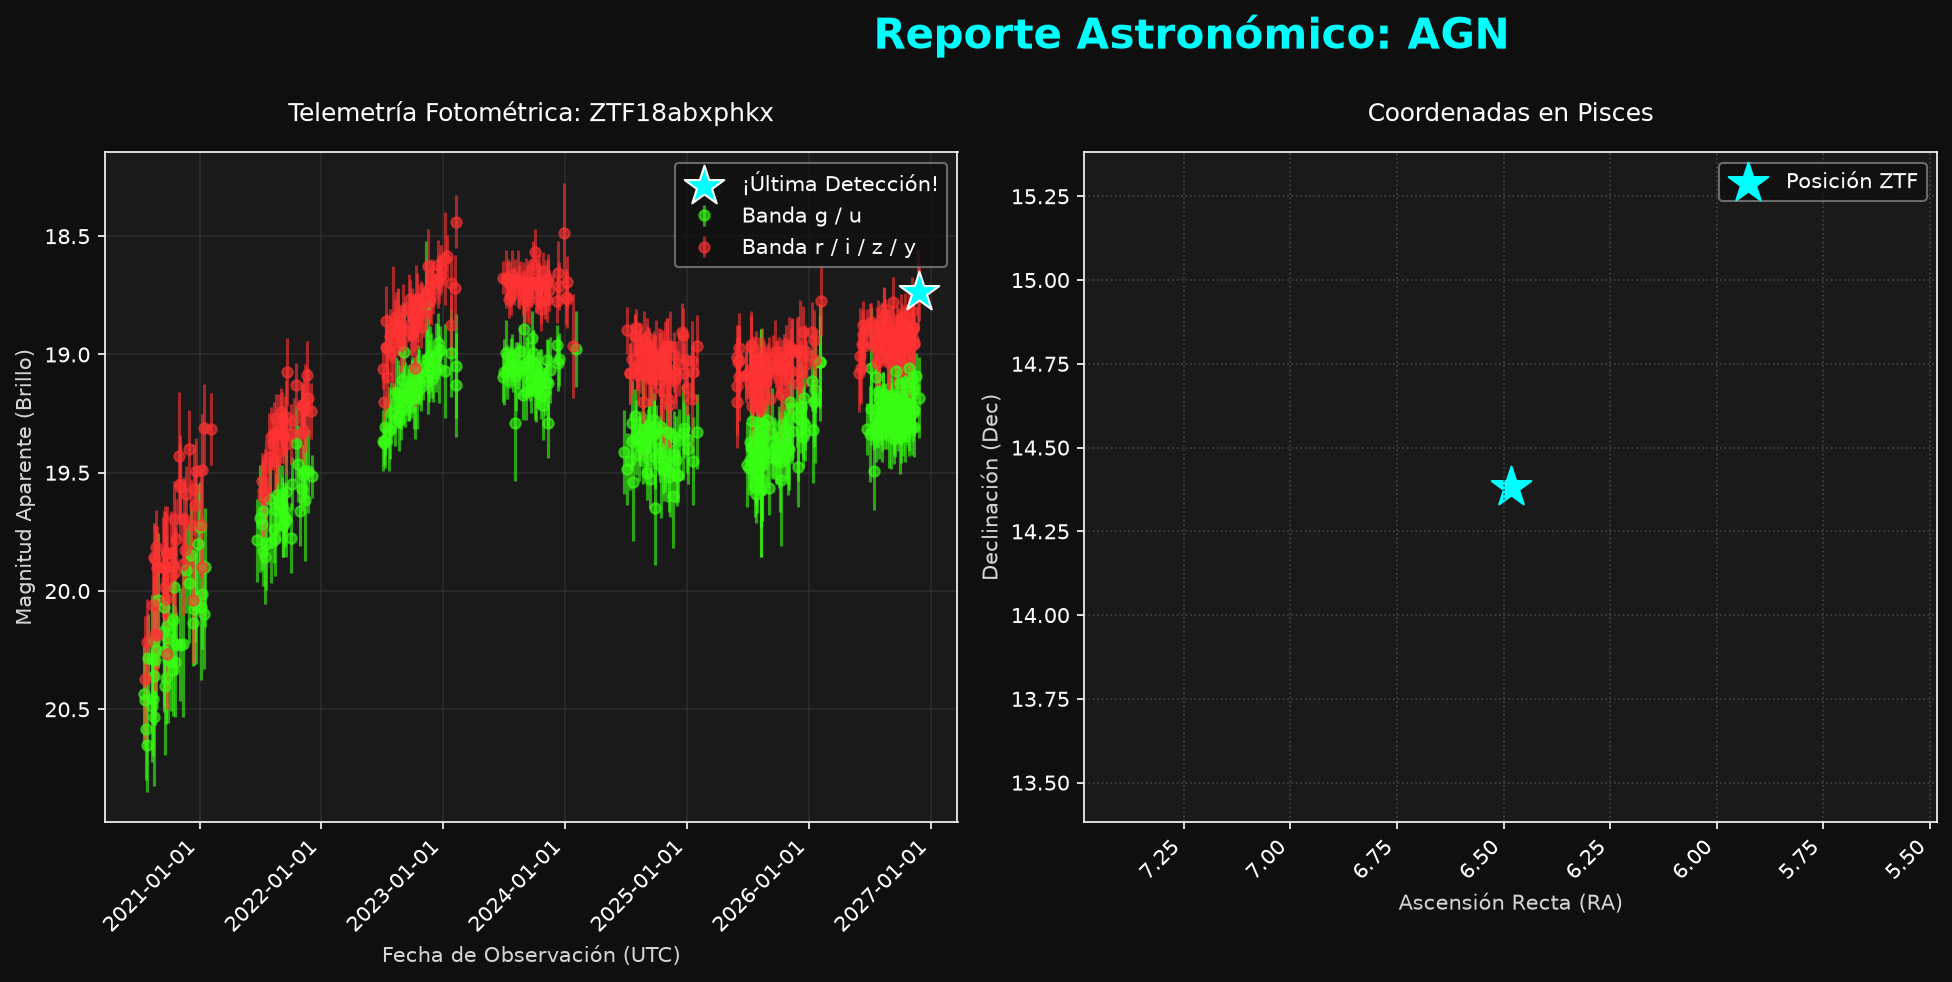 Reporte Astronómico: AGN
Telemetría Fotométrica: ZTF18abxphkx
¡Última Detección!
Banda g / u
Banda r / i / z / y
Magnitud Aparente (Brillo)
18.5
19.0
19.5
20.0
20.5
2021-01-01
2022-01-01
2023-01-01
2024-01-01
2025-01-01
2026-01-01
2027-01-01
Fecha de Observación (UTC)
Coordenadas en Pisces
Posición ZTF
Declinación (Dec)
15.25
15.00
14.75
14.50
14.25
14.00
13.75
13.50
7.25
7.00
6.75
6.50
6.25
6.00
5.75
5.50
Ascensión Recta (RA)